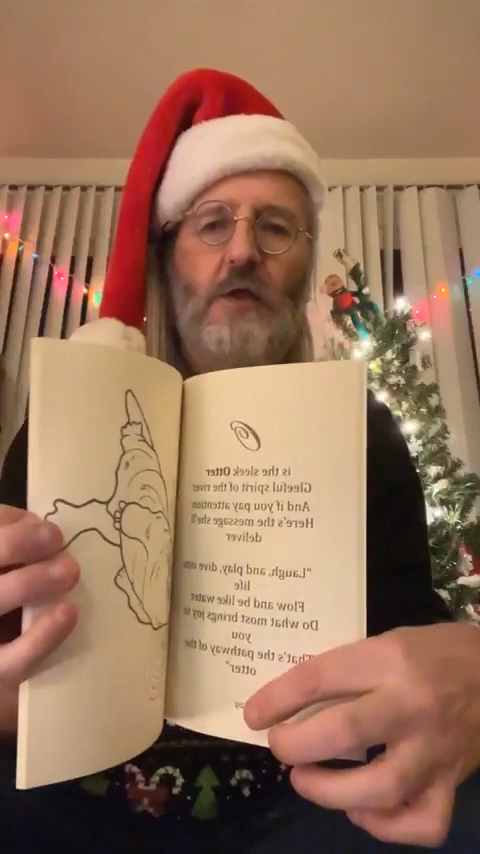 O
is the sleek Otter
Gleeful spirit of the river
And if you pay attention
Here's the message she'll
deliver
"Laugh, and play, dive into
life
Flow and be like water
Do what most brings joy to
you
That's the pathway of the
otter"